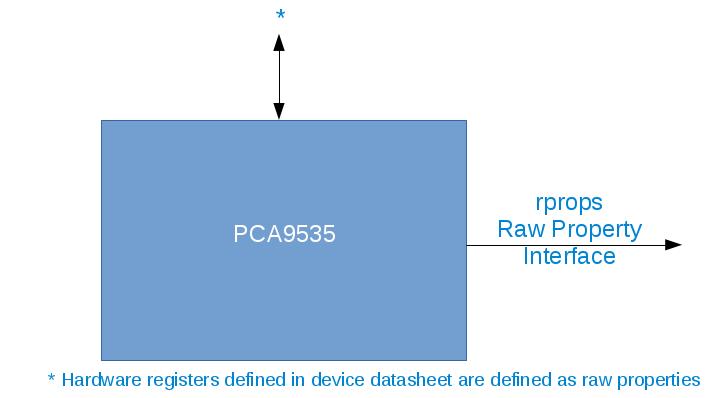 *
PCA9535
rprops
Raw Property
Interface
* Hardware registers defined in device datasheet are defined as raw properties